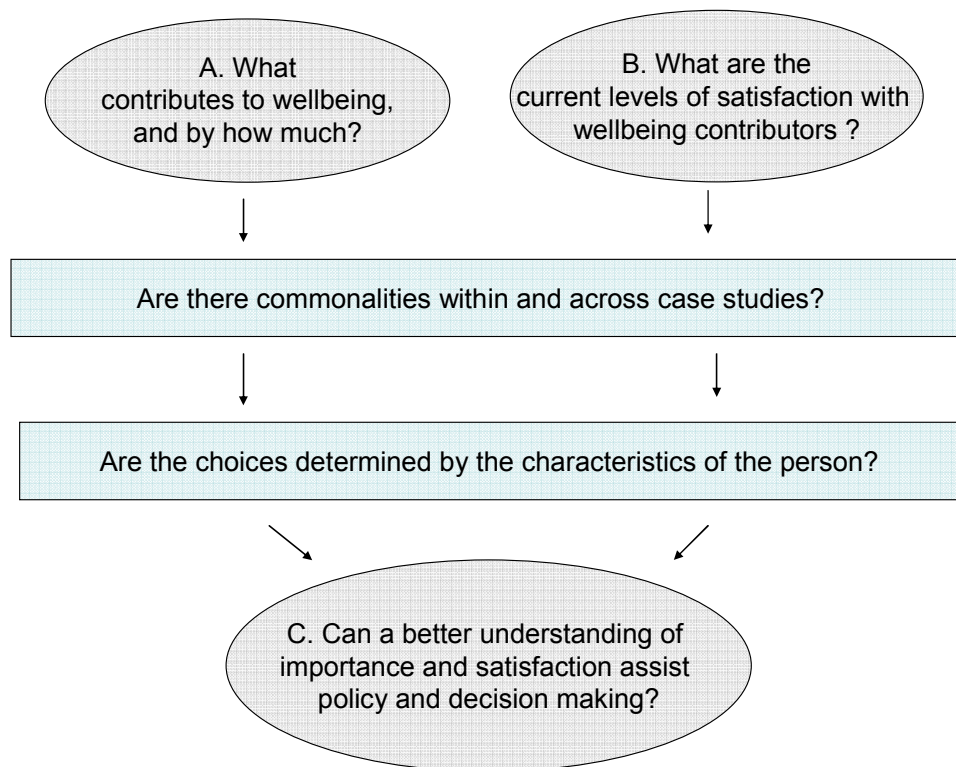 A. What
contributes to wellbeing,
and by how much?
B. What are the
current levels of satisfaction with
wellbeing contributors ?
Are there commonalities within and across case studies?
Are the choices determined by the characteristics of the person?
C. Can a better understanding of
importance and satisfaction assist
policy and decision making?